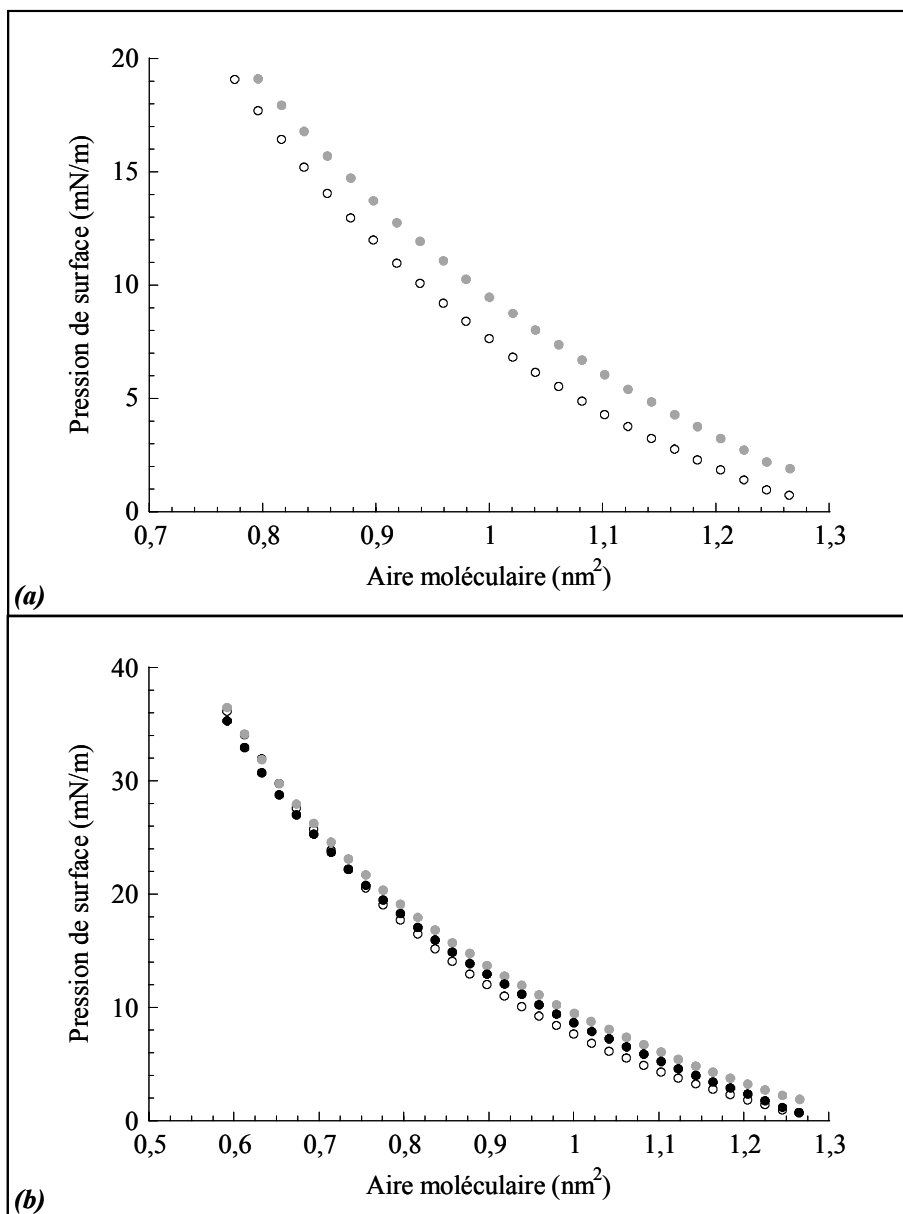 20
15
10
5
0
Pression de surface (mN/m)
0,7 0,8 0,9 1 1,1 1,2 1,3
Aire moléculaire (nm²)
(a)
40
30
20
10
0
Pression de surface (mN/m)
0,5 0,6 0,7 0,8 0,9 1 1,1 1,2 1,3
Aire moléculaire (nm²)
(b)